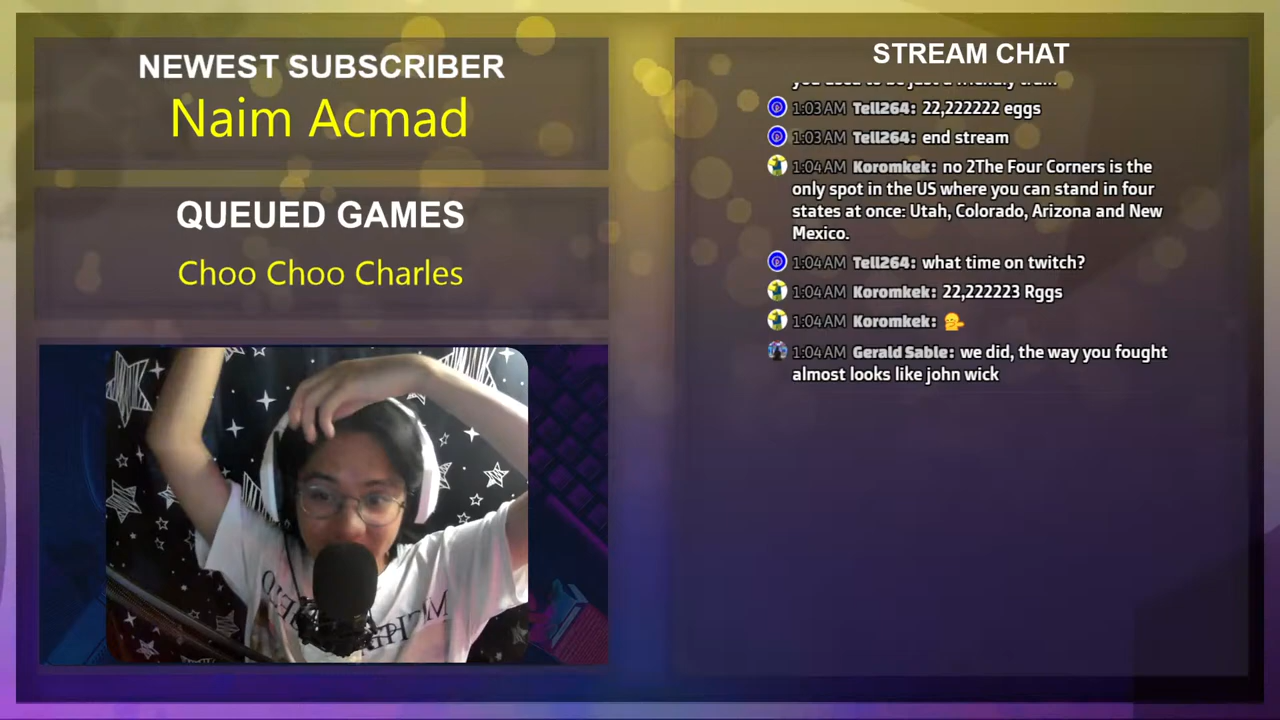 NEWEST SUBSCRIBER
Naim Acmad
QUEUED GAMES
Choo Choo Charles
STREAM CHAT
1:03 AM Tell264: 22,222222 eggs
1:03 AM Tell264: end stream
1:04 AM Koromkek: no 2The Four Corners is the
only spot in the US where you can stand in four
states at once: Utah, Colorado, Arizona and New
Mexico.
1:04 AM Tell264: what time on twitch?
1:04 AM Koromkek: 22,222223 Rggs
1:04 AM Koromkek:
1:04 AM Gerald Sable: we did, the way you fought
almost looks like john wick